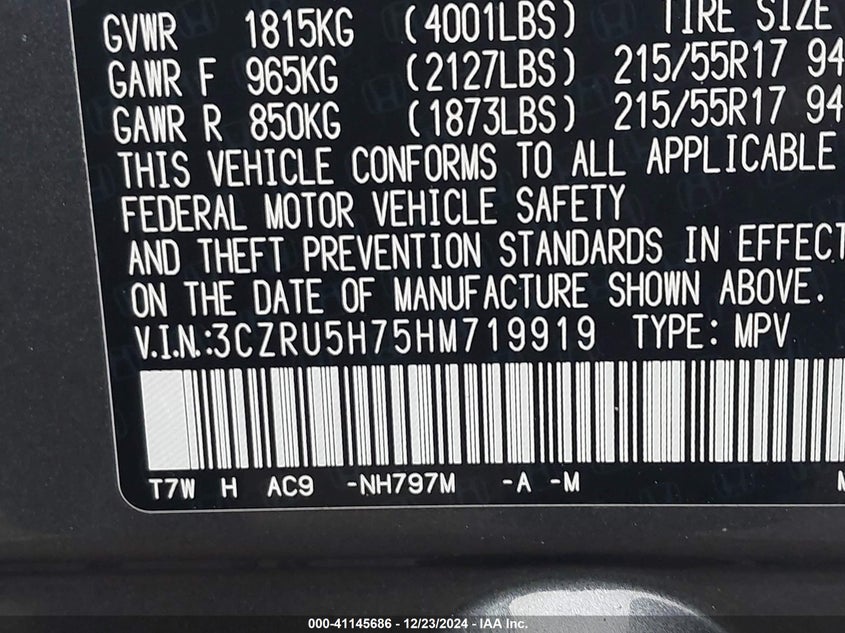 GVWR 1815KG (4001LBS) TIRE SIZE
GAWR F 965KG (2127LBS) 215/55R17 94
GAWR R 850KG (1873LBS) 215/55R17 94
THIS VEHICLE CONFORMS TO ALL APPLICABLE
FEDERAL MOTOR VEHICLE SAFETY
AND THEFT PREVENTION STANDARDS IN EFFECT
ON THE DATE OF MANUFACTURE SHOWN ABOVE.
V.I.N.:3CZRU5H75HM719919 TYPE: MPV
T7W H AC9 -NH797M -A -M
000-41145686 - 12/23/2024 - IAA Inc.